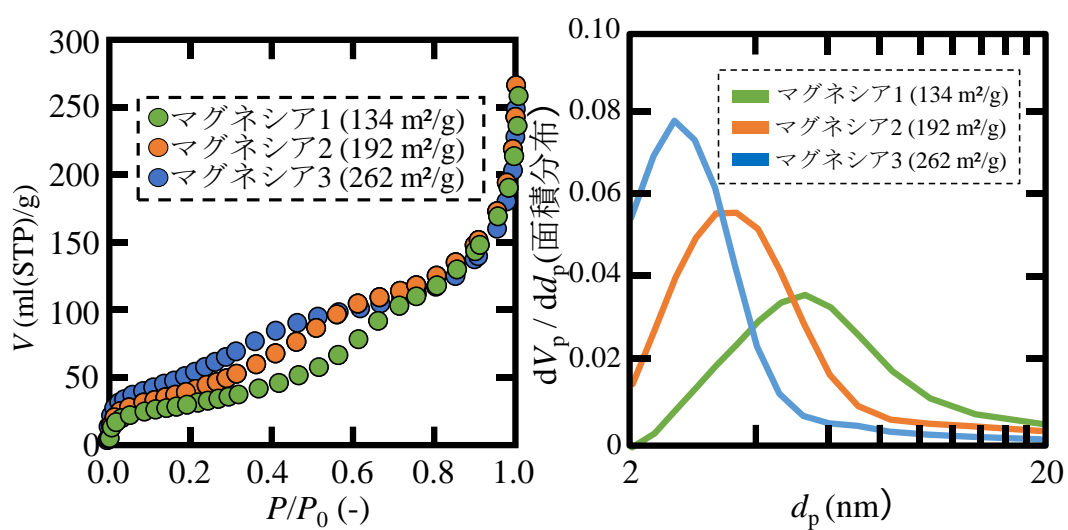 300
250
200
150
100
50
0
V (ml(STP)/g)
マグネシア1 (134 m²/g)
マグネシア2 (192 m²/g)
マグネシア3 (262 m²/g)
0.0
0.2
0.4
0.6
0.8
1.0
P/P0 (-)
0.10
0.08
0.06
0.04
0.02
0
dVp / ddp(面積分布)
マグネシア1 (134 m²/g)
マグネシア2 (192 m²/g)
マグネシア3 (262 m²/g)
2
20
dp (nm)